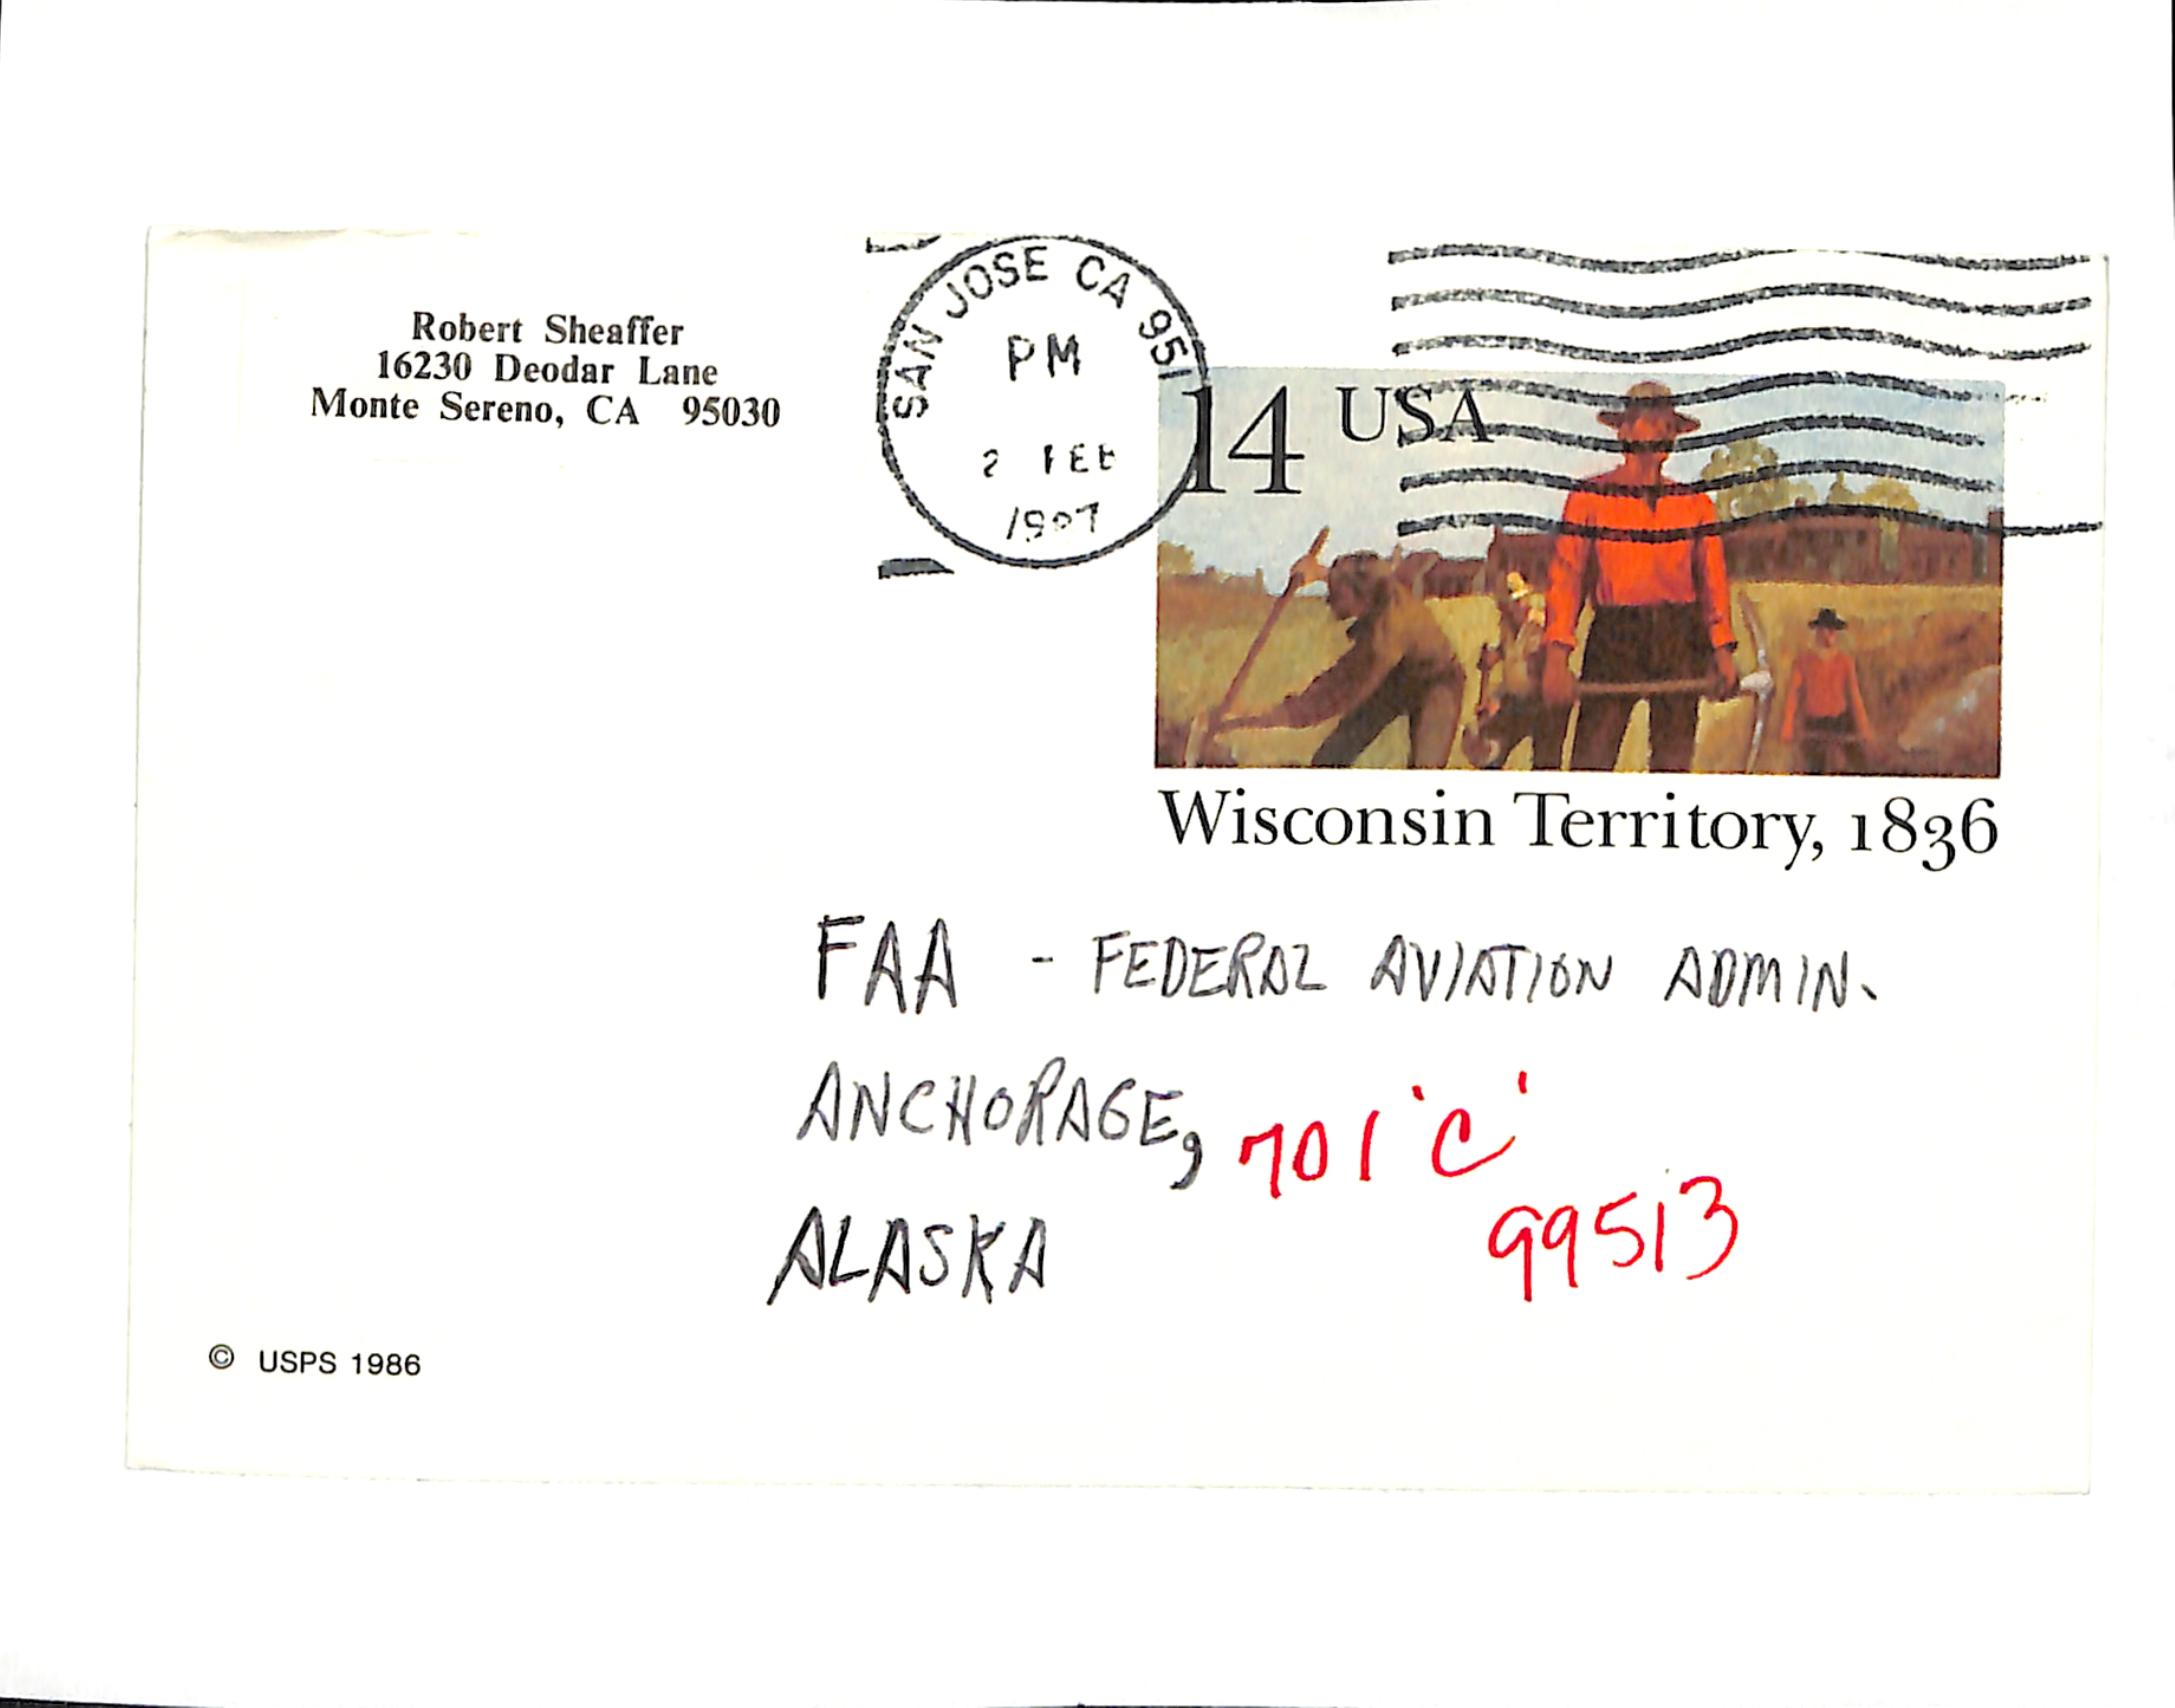 Robert Sheaffer
16230 Deodar Lane
Monte Sereno, CA 95030
SAN JOSE CA 951
PM
2 FEB
14 USA
Wisconsin Territory, 1836
FAA - FEDERAL AVIATION ADMIN.
ANCHORAGE, 701 'C'
99513
ALASKA
© USPS 1986